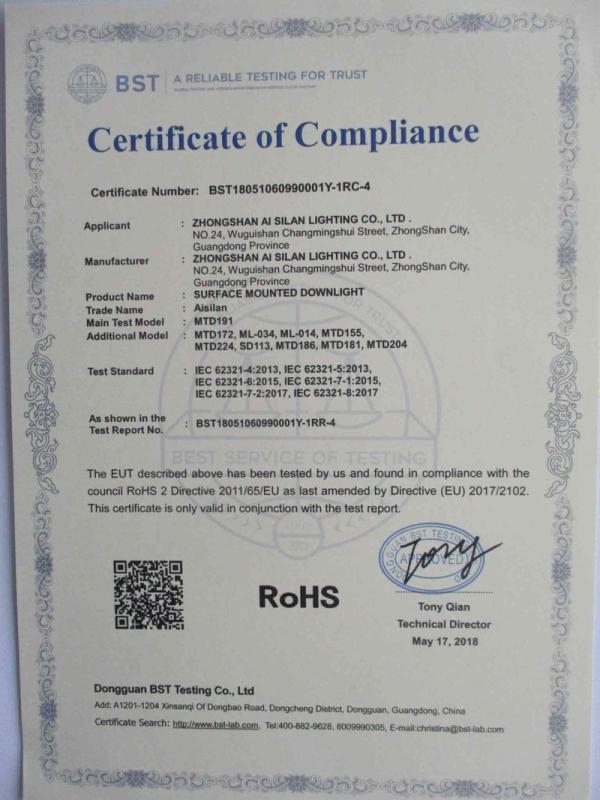 BST A RELIABLE TESTING FOR TRUST
Certificate of Compliance
Certificate Number: BST18051060990001Y-1RC-4
Applicant : ZHONGSHAN AI SILAN LIGHTING CO., LTD .
NO.24, Wuguishan Changmingshui Street, ZhongShan City,
Guangdong Province
Manufacturer : ZHONGSHAN AI SILAN LIGHTING CO., LTD .
NO.24, Wuguishan Changmingshui Street, ZhongShan City,
Guangdong Province
Product Name : SURFACE MOUNTED DOWNLIGHT
Trade Name : Aisilan
Main Test Model : MTD191
Additional Model : MTD172, ML-034, ML-014, MTD155,
MTD224, SD113, MTD186, MTD181, MTD204
Test Standard : IEC 62321-4:2013, IEC 62321-5:2013,
IEC 62321-6:2015, IEC 62321-7-1:2015,
IEC 62321-7-2:2017, IEC 62321-8:2017
As shown in the
Test Report No. : BST18051060990001Y-1RR-4
BEST SERVICE OF TESTING
FOR TRUST
The EUT described above has been tested by us and found in compliance with the
council RoHS 2 Directive 2011/65/EU as last amended by Directive (EU) 2017/2102.
This certificate is only valid in conjunction with the test report.
DONGGUAN BST TESTING CO
APPROVED
Tony
RoHS
Tony Qian
Technical Director
May 17, 2018
Dongguan BST Testing Co., Ltd
Add: A1201-1204 Xinsanqi Of Dongbao Road, Dongcheng District, Dongguan, Guangdong, China
Certificate Search: http://www.bst-lab.com, Tel:400-882-9628, 8009990305, E-mail:christina@bst-lab.com